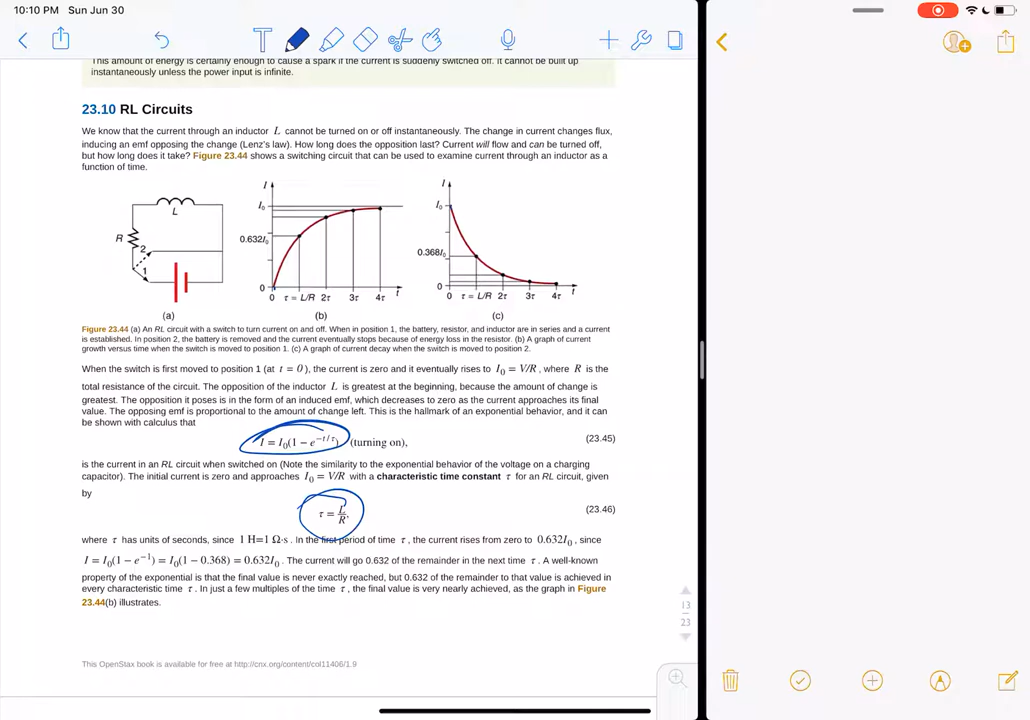 10:10 PM Sun Jun 30
This amount of energy is certainly enough to cause a spark if the current is suddenly switched off. It cannot be built up
instantaneously unless the power input is infinite.
23.10 RL Circuits
We know that the current through an inductor L cannot be turned on or off instantaneously. The change in current changes flux,
inducing an emf opposing the change (Lenz's law). How long does the opposition last? Current will flow and can be turned off,
but how long does it take? Figure 23.44 shows a switching circuit that can be used to examine current through an inductor as a
function of time.
L
R
2
1
(a)
I
I₀
0.632I₀
0
0 τ = L/R 2τ 3τ 4τ t
(b)
I
I₀
0.368I₀
0
0 τ = L/R 2τ 3τ 4τ t
(c)
Figure 23.44 (a) An RL circuit with a switch to turn current on and off. When in position 1, the battery, resistor, and inductor are in series and a current
is established. In position 2, the battery is removed and the current eventually stops because of energy loss in the resistor. (b) A graph of current
growth versus time when the switch is moved to position 1. (c) A graph of current decay when the switch is moved to position 2.
When the switch is first moved to position 1 (at t = 0), the current is zero and it eventually rises to I₀ = V/R, where R is the
total resistance of the circuit. The opposition of the inductor L is greatest at the beginning, because the amount of change is
greatest. The opposition it poses is in the form of an induced emf, which decreases to zero as the current approaches its final
value. The opposing emf is proportional to the amount of change left. This is the hallmark of an exponential behavior, and it can
be shown with calculus that
I = I₀(1 − e^(−t/τ)) (turning on), (23.45)
is the current in an RL circuit when switched on (Note the similarity to the exponential behavior of the voltage on a charging
capacitor). The initial current is zero and approaches I₀ = V/R with a characteristic time constant τ for an RL circuit, given
by
τ = L/R, (23.46)
where τ has units of seconds, since 1 H=1 Ω·s. In the first period of time τ, the current rises from zero to 0.632I₀, since
I = I₀(1 − e⁻¹) = I₀(1 − 0.368) = 0.632I₀. The current will go 0.632 of the remainder in the next time τ. A well-known
property of the exponential is that the final value is never exactly reached, but 0.632 of the remainder to that value is achieved in
every characteristic time τ. In just a few multiples of the time τ, the final value is very nearly achieved, as the graph in Figure
23.44(b) illustrates.
13
23
This OpenStax book is available for free at http://cnx.org/content/col11406/1.9